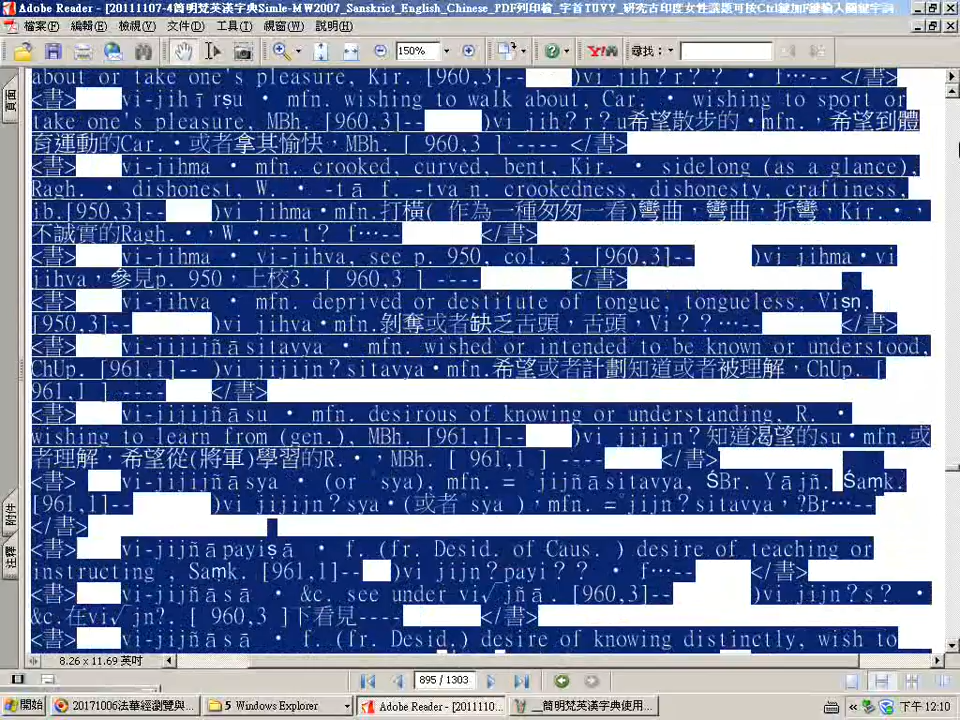 Adobe Reader - [20111107-4簡明梵英漢字典Simle-MW2007_Sanskrict_English_Chinese_PDF列印檔_字首TUVY_研究古印度女性議題可按Ctrl鍵加F鍵輸入關鍵字詞
檔案(F) 編輯(E) 檢視(V) 文件(D) 工具(T) 視窗(W) 說明(H)
150% Y! 尋找：
頁面
附件
注釋
about or take one's pleasure, Kir. [960,3]-- )vi jih?r?? · f…-- </書>
<書> vi-jihīrṣu · mfn. wishing to walk about, Car. · wishing to sport or
take one's pleasure, MBh. [960,3]-- )vi jih?r?u希望散步的·mfn.，希望到體
育運動的Car.·或者拿其愉快，MBh. [ 960,3 ] ---- </書>
<書> vi-jihma · mfn. crooked, curved, bent, Kir. · sidelong (as a glance),
Ragh. · dishonest, W. · -tā f. -tva n. crookedness, dishonesty, craftiness,
ib.[950,3]-- )vi jihma·mfn.打橫( 作為一種匆匆一看)彎曲，彎曲，折彎，Kir.·，
不誠實的Ragh.·，W.·-- t? f…-- </書>
<書> vi-jihma · vi-jihva, see p. 950, col. 3. [960,3]-- )vi jihma·vi
jihva，參見p. 950，上校3. [ 960,3 ] ---- </書>
<書> vi-jihva · mfn. deprived or destitute of tongue, tongueless, Viṣṇ.
[950,3]-- )vi jihva·mfn.剝奪或者缺乏舌頭，舌頭，Vi??…-- </書>
<書> vi-jijñāsitavya · mfn. wished or intended to be known or understood,
ChUp. [961,1]-- )vi jijijn?sitavya·mfn.希望或者計劃知道或者被理解，ChUp. [
961,1 ] ---- </書>
<書> vi-jijijñāsu · mfn. desirous of knowing or understanding, R. ·
wishing to learn from (gen.), MBh. [961,1]-- )vi jijijn?知道渴望的su·mfn.或
者理解，希望從(將軍)學習的R.·，MBh. [ 961,1 ] ---- </書>
<書> vi-jijijñāsya · (or °sya), mfn. = °jijñāsitavya, ŚBr. Yājñ. Śaṃk.
[961,1]-- )vi jijijn?sya·(或者°sya )，mfn. =°jijn?sitavya，?Br…--
</書>
<書> vi-jijñāpayiṣā · f. (fr. Desid. of Caus. ) desire of teaching or
instructing , Saṃk. [961,1]-- )vi jijn?payi?? · f…-- </書>
<書> vi-jijñāsā · &c. see under vi√jñā. [960,3]-- )vi jijn?s?·
&c.在vi√jn?. [ 960,3 ]下看見---- </書>
<書> vi-jijñāsā · f. (fr. Desid.) desire of knowing distinctly, wish to
8.26 x 11.69 英吋
895 / 1303
開始 20171006法華經瀏覽與... 5 Windows Explorer Adobe Reader - [2011110... __簡明梵英漢字典使用... 下午 12:10